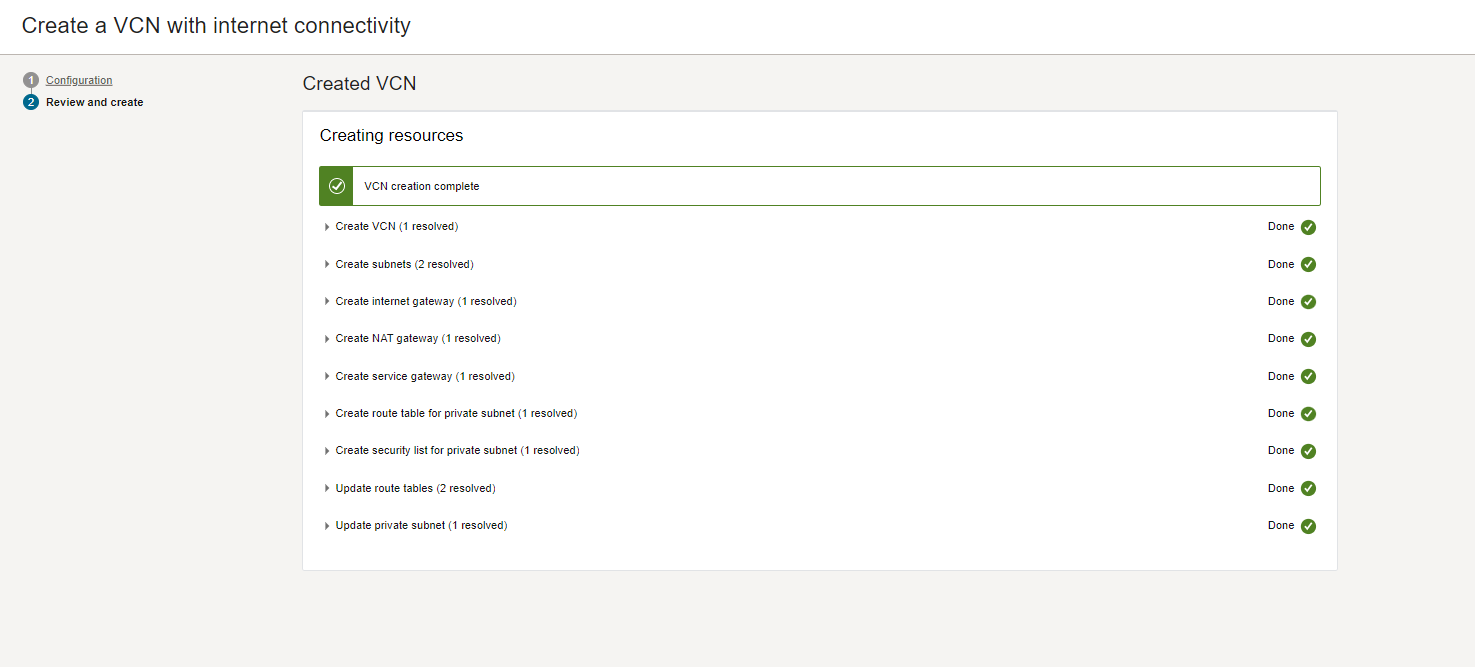 Create a VCN with internet connectivity
1 Configuration
2 Review and create
Created VCN
Creating resources
VCN creation complete
Create VCN (1 resolved) Done
Create subnets (2 resolved) Done
Create internet gateway (1 resolved) Done
Create NAT gateway (1 resolved) Done
Create service gateway (1 resolved) Done
Create route table for private subnet (1 resolved) Done
Create security list for private subnet (1 resolved) Done
Update route tables (2 resolved) Done
Update private subnet (1 resolved) Done